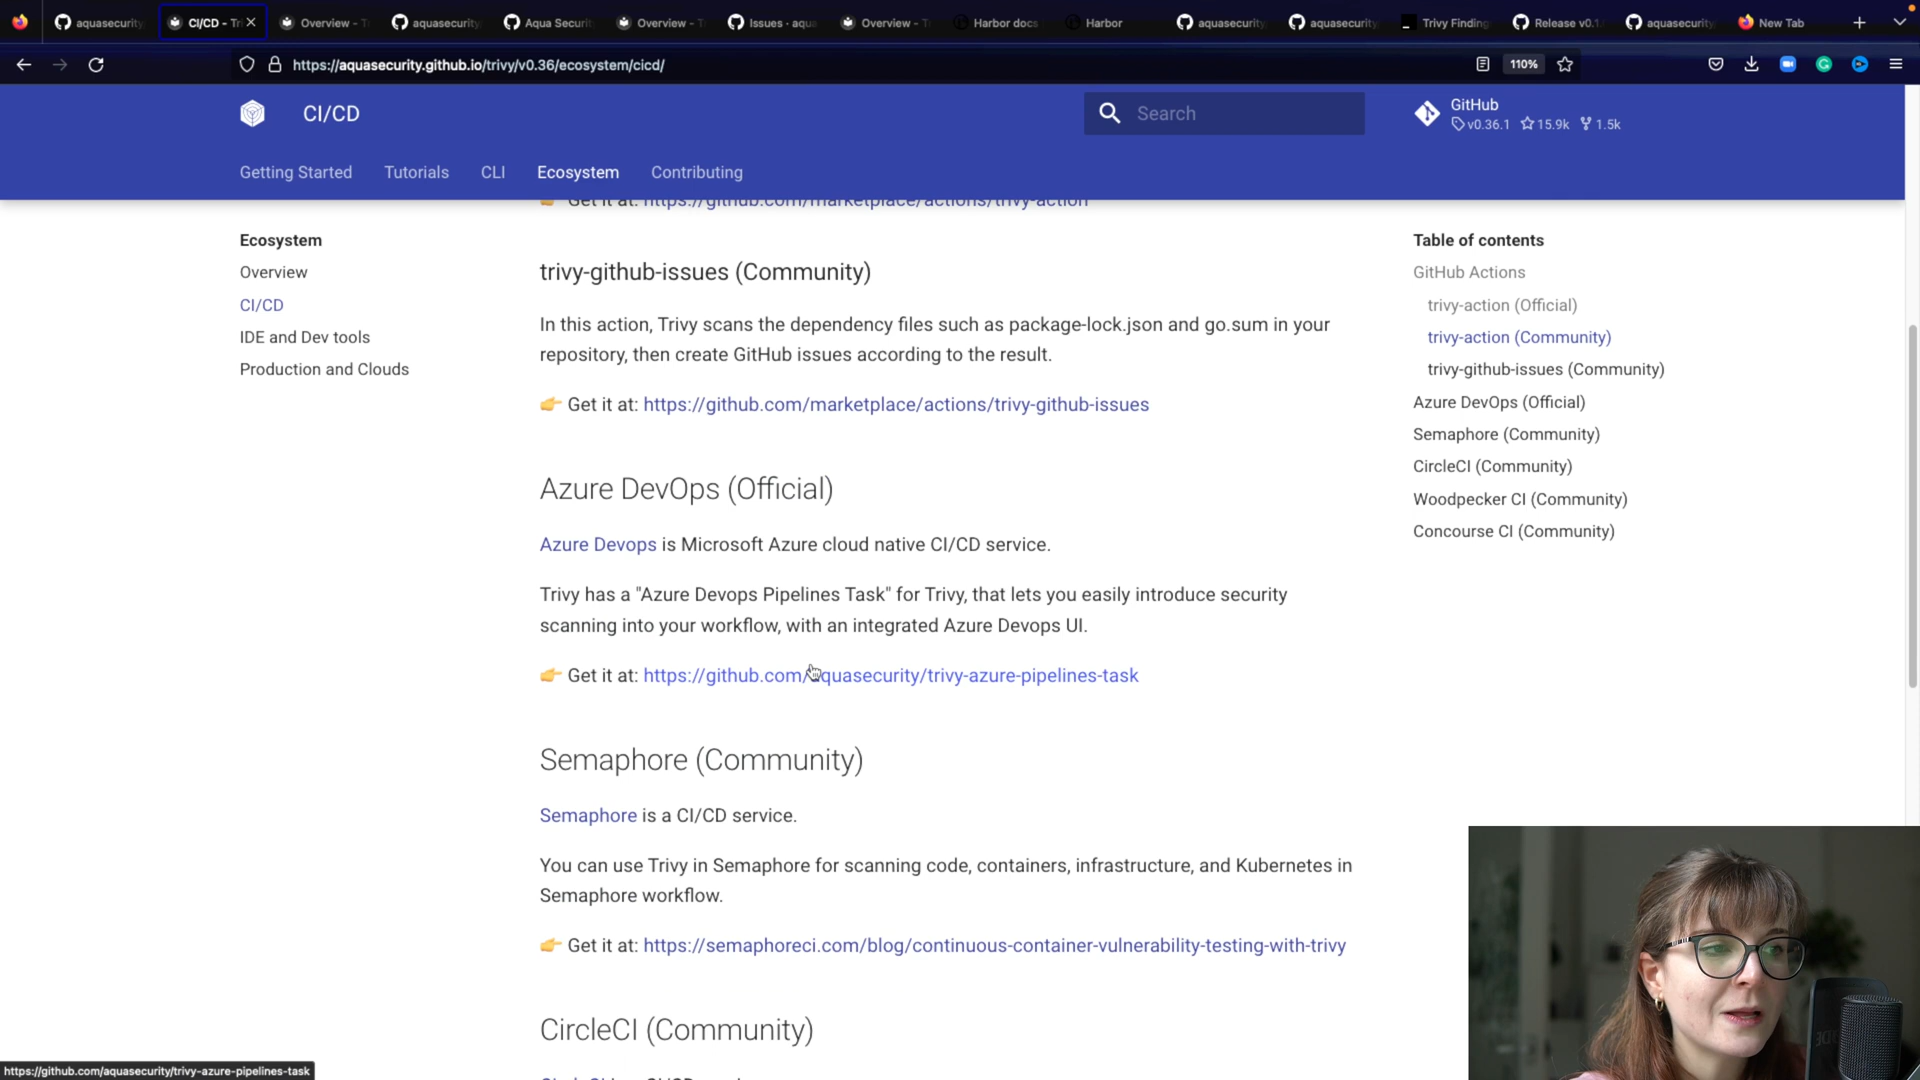 aquasecurity
CI/CD - Tr
Overview - T
aquasecurity
Aqua Securi
Overview - T
Issues - aqua
Overview - T
Harbor docs
Harbor
aquasecurity
aquasecurity
Trivy Finding
Release v0.1
aquasecurity
New Tab
https://aquasecurity.github.io/trivy/v0.36/ecosystem/cicd/
110%
CI/CD
Search
GitHub
v0.36.1 15.9k 1.5k
Getting Started
Tutorials
CLI
Ecosystem
Contributing
Get it at: https://github.com/marketplace/actions/trivy-action
Ecosystem
Overview
CI/CD
IDE and Dev tools
Production and Clouds
trivy-github-issues (Community)
In this action, Trivy scans the dependency files such as package-lock.json and go.sum in your
repository, then create GitHub issues according to the result.
👉 Get it at: https://github.com/marketplace/actions/trivy-github-issues
Azure DevOps (Official)
Azure Devops is Microsoft Azure cloud native CI/CD service.
Trivy has a "Azure Devops Pipelines Task" for Trivy, that lets you easily introduce security
scanning into your workflow, with an integrated Azure Devops UI.
👉 Get it at: https://github.com/aquasecurity/trivy-azure-pipelines-task
Semaphore (Community)
Semaphore is a CI/CD service.
You can use Trivy in Semaphore for scanning code, containers, infrastructure, and Kubernetes in
Semaphore workflow.
👉 Get it at: https://semaphoreci.com/blog/continuous-container-vulnerability-testing-with-trivy
CircleCI (Community)
Table of contents
GitHub Actions
trivy-action (Official)
trivy-action (Community)
trivy-github-issues (Community)
Azure DevOps (Official)
Semaphore (Community)
CircleCI (Community)
Woodpecker CI (Community)
Concourse CI (Community)
https://github.com/aquasecurity/trivy-azure-pipelines-task